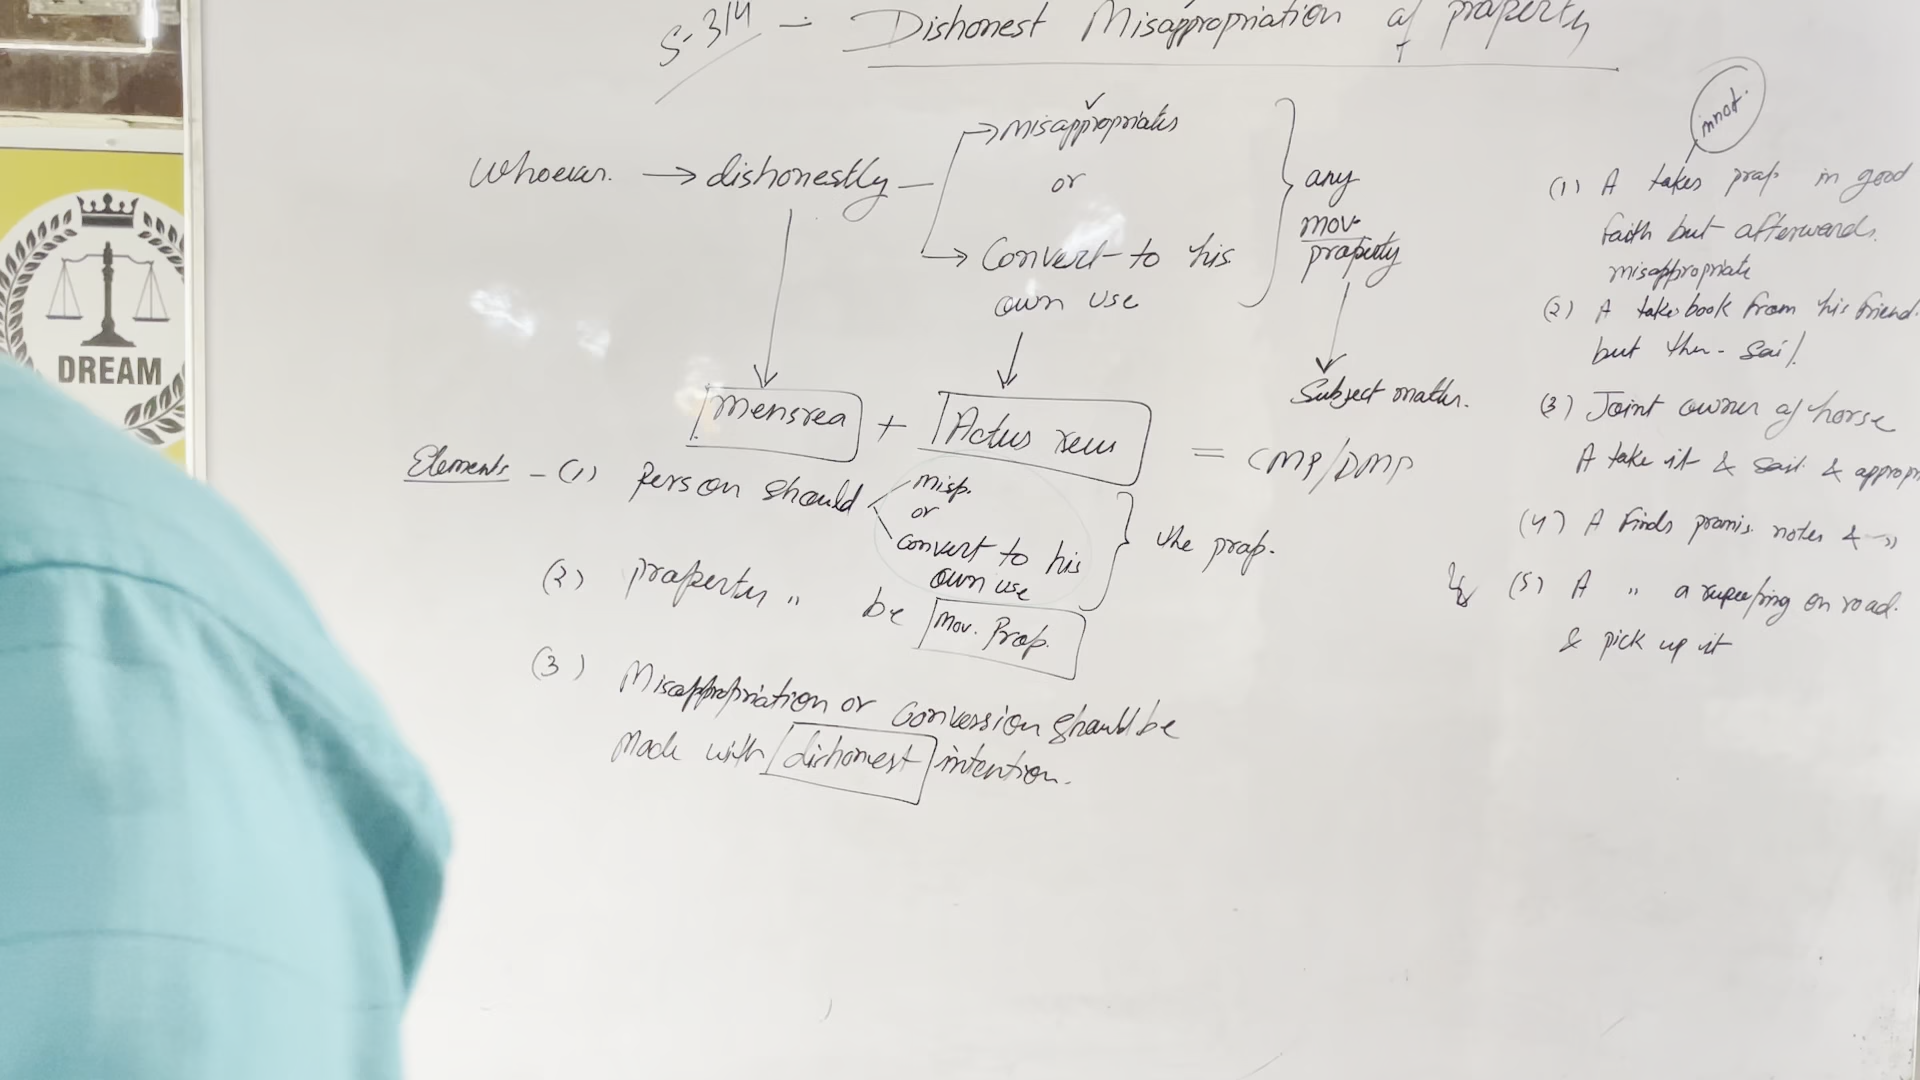 S-314 - Dishonest Misappropriation of property
Whoever. → dishonestly
→ misappropriates
or
→ Convert to his
own use
any
mov
property
mensrea + Actus reus = CMP/DMP
Subject matter.
Elements - (1) Person should
misp.
or
convert to his
own use
the prop.
(2) property " be mov. Prop.
(3) Misappropriation or Conversion should be
Made with dishonest intention.
innot.
(1) A takes prop in good
faith but afterwards.
misappropriate
(2) A take book from his friend.
but then - sail.
(3) Joint owner of horse
A take it & sail & approp
(4) A Finds promis. notes & - "
(5) A " a rupee/ring on road.
& pick up it
DREAM